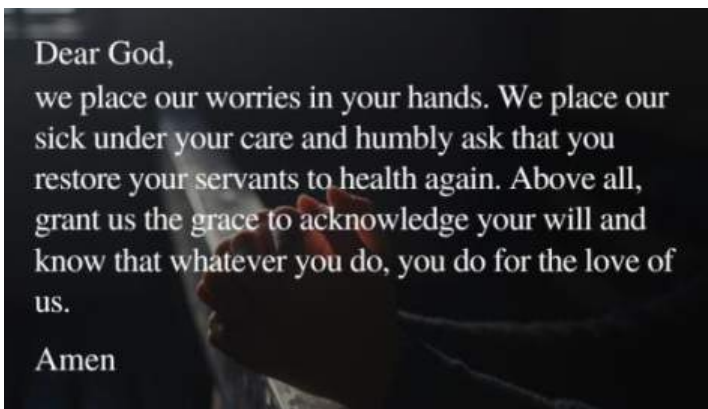 Dear God,
we place our worries in your hands. We place our
sick under your care and humbly ask that you
restore your servants to health again. Above all,
grant us the grace to acknowledge your will and
know that whatever you do, you do for the love of
us.
Amen